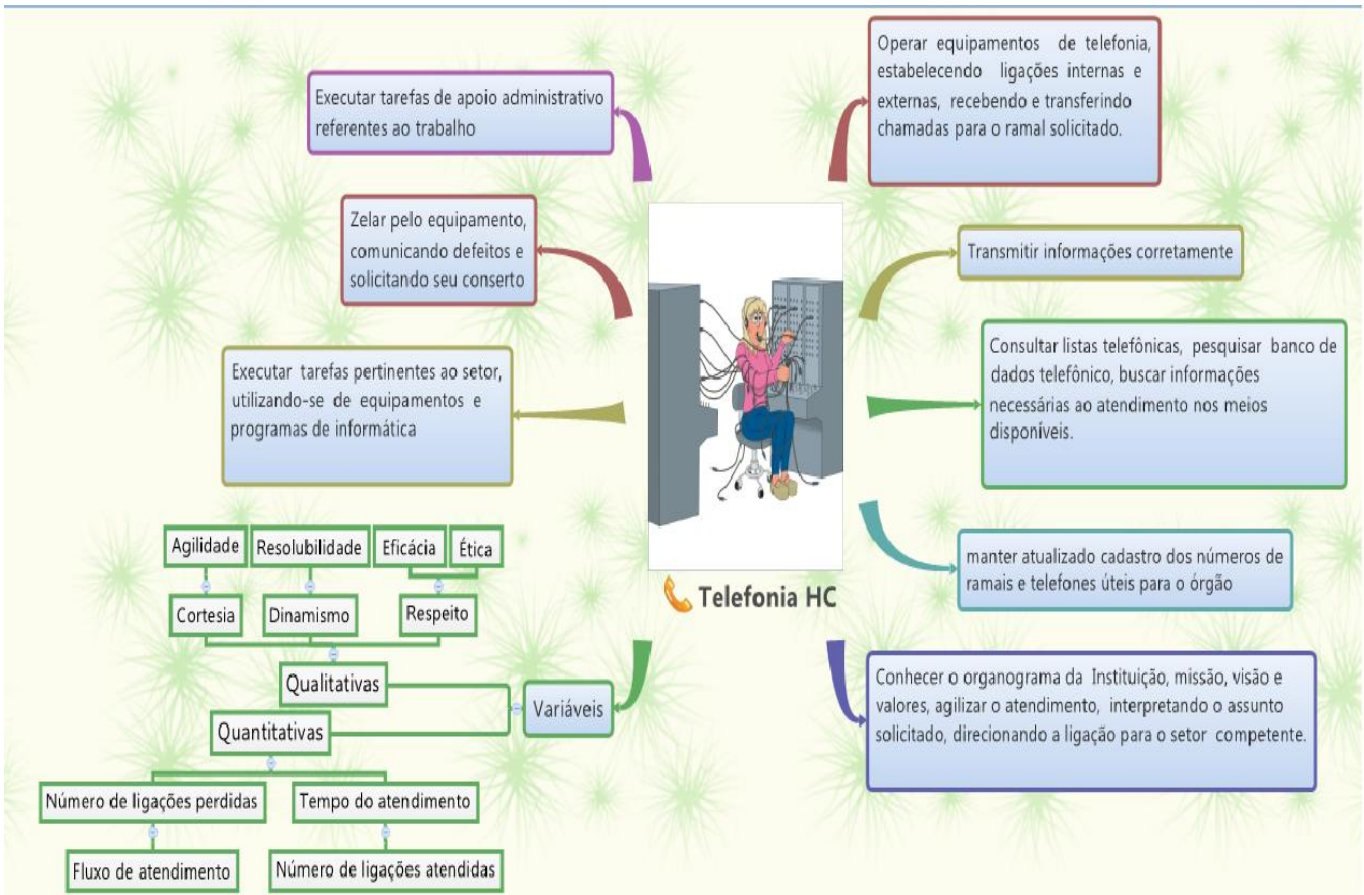 Operar equipamentos de telefonia,
estabelecendo ligações internas e
externas, recebendo e transferindo
chamadas para o ramal solicitado.
Executar tarefas de apoio administrativo
referentes ao trabalho
Zelar pelo equipamento,
comunicando defeitos e
solicitando seu conserto
Transmitir informações corretamente
Executar tarefas pertinentes ao setor,
utilizando-se de equipamentos e
programas de informática
Consultar listas telefônicas, pesquisar banco de
dados telefônico, buscar informações
necessárias ao atendimento nos meios
disponíveis.
manter atualizado cadastro dos números de
ramais e telefones úteis para o órgão
Telefonia HC
Conhecer o organograma da Instituição, missão, visão e
valores, agilizar o atendimento, interpretando o assunto
solicitado, direcionando a ligação para o setor competente.
Variáveis
Qualitativas
Agilidade
Resolubilidade
Eficácia
Ética
Cortesia
Dinamismo
Respeito
Quantitativas
Número de ligações perdidas
Tempo do atendimento
Fluxo de atendimento
Número de ligações atendidas